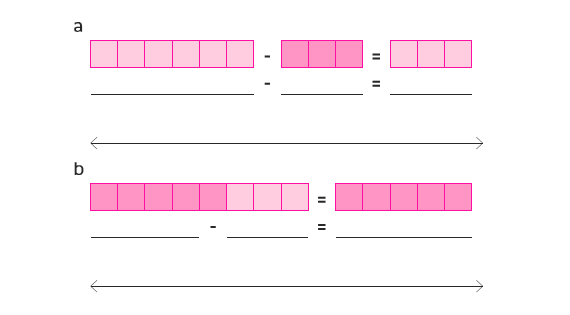 a
- =
- =
b
=
- =